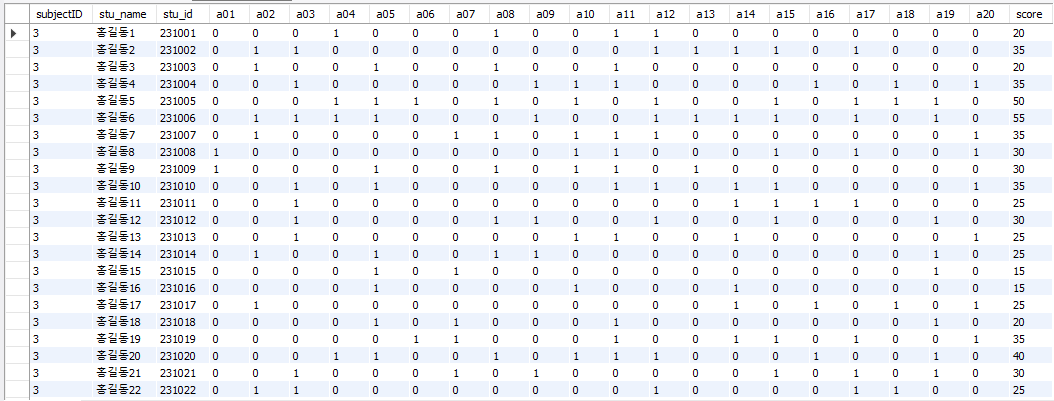 subjectID stu_name stu_id a01 a02 a03 a04 a05 a06 a07 a08 a09 a10 a11 a12 a13 a14 a15 a16 a17 a18 a19 a20 score
3 홍길동1 231001 0 0 0 1 0 0 0 1 0 0 1 1 0 0 0 0 0 0 0 0 20
3 홍길동2 231002 0 1 1 0 0 0 0 0 0 0 0 1 1 1 1 0 1 0 0 0 35
3 홍길동3 231003 0 1 0 0 1 0 0 1 0 0 1 0 0 0 0 0 0 0 0 0 20
3 홍길동4 231004 0 0 1 0 0 0 0 0 1 1 1 0 0 0 0 1 0 1 0 1 35
3 홍길동5 231005 0 0 0 1 1 1 0 1 0 1 0 1 0 0 1 0 1 1 1 0 50
3 홍길동6 231006 0 1 1 1 1 0 0 0 1 0 0 1 1 1 1 0 1 0 1 0 55
3 홍길동7 231007 0 1 0 0 0 0 1 1 0 1 1 1 0 0 0 0 0 0 0 1 35
3 홍길동8 231008 1 0 0 0 0 0 0 0 0 1 1 0 0 0 1 0 1 0 0 1 30
3 홍길동9 231009 1 0 0 0 1 0 0 1 0 1 1 0 1 0 0 0 0 0 0 0 30
3 홍길동10 231010 0 0 1 0 1 0 0 0 0 0 1 1 0 1 1 0 0 0 0 1 35
3 홍길동11 231011 0 0 1 0 0 0 0 0 0 0 0 0 0 1 1 1 1 0 0 0 25
3 홍길동12 231012 0 0 1 0 0 0 0 1 1 0 0 1 0 0 1 0 0 0 1 0 30
3 홍길동13 231013 0 0 1 0 0 0 0 0 0 1 1 0 0 1 0 0 0 0 0 1 25
3 홍길동14 231014 0 1 0 0 1 0 0 1 1 0 0 0 0 0 0 0 0 0 1 0 25
3 홍길동15 231015 0 0 0 0 1 0 1 0 0 0 0 0 0 0 0 0 0 0 1 0 15
3 홍길동16 231016 0 0 0 0 1 0 0 0 0 1 0 0 0 1 0 0 0 0 0 0 15
3 홍길동17 231017 0 1 0 0 0 0 0 0 0 0 0 0 0 1 0 1 0 1 0 1 25
3 홍길동18 231018 0 0 0 0 1 0 1 0 0 0 1 0 0 0 0 0 0 0 1 0 20
3 홍길동19 231019 0 0 0 0 0 1 1 0 0 0 1 0 0 1 1 0 1 0 0 1 35
3 홍길동20 231020 0 0 0 1 1 0 0 1 0 1 1 1 0 0 0 1 0 0 1 0 40
3 홍길동21 231021 0 0 1 0 0 0 1 0 1 0 0 0 0 0 1 0 1 0 1 0 30
3 홍길동22 231022 0 1 1 0 0 0 0 0 0 0 0 1 0 0 0 0 1 1 0 0 25